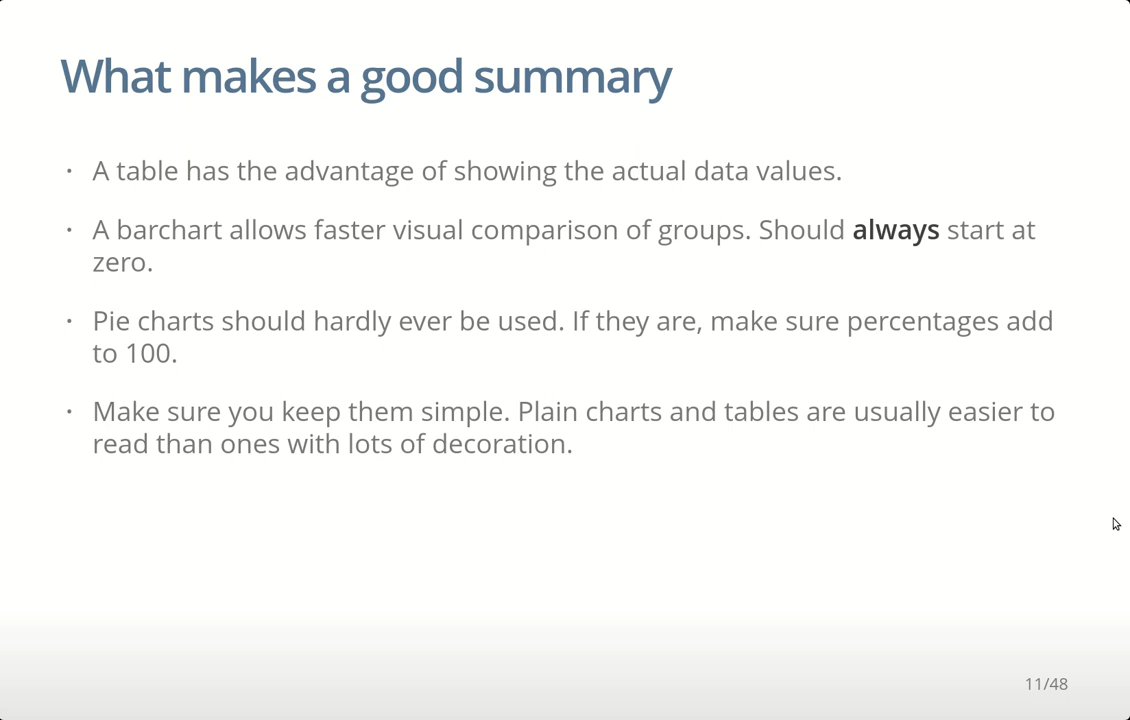 What makes a good summary
· A table has the advantage of showing the actual data values.
· A barchart allows faster visual comparison of groups. Should always start at
zero.
· Pie charts should hardly ever be used. If they are, make sure percentages add
to 100.
· Make sure you keep them simple. Plain charts and tables are usually easier to
read than ones with lots of decoration.
11/48